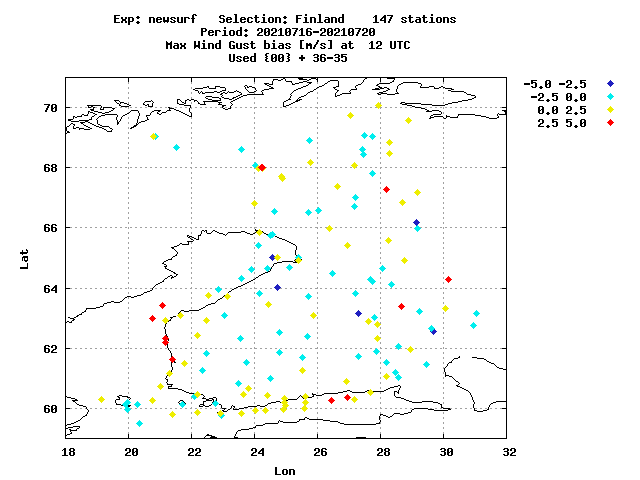 Exp: newsurf   Selection: Finland    147 stations
Period: 20210716-20210720
Max Wind Gust bias [m/s] at  12 UTC
Used {00} + 36-35
-5.0 -2.5
-2.5 0.0
0.0 2.5
2.5 5.0
70
68
66
64
62
60
Lat
18 20 22 24 26 28 30 32
Lon